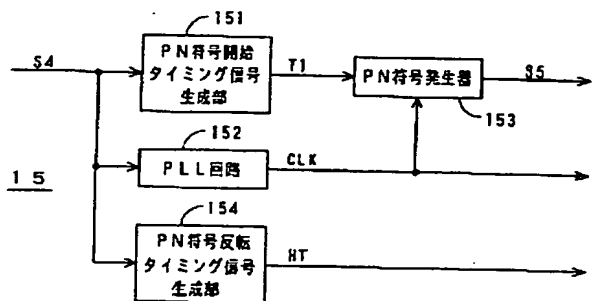 151
S4
PN符号開始
タイミング信号
生成部
T1
PN符号発生器
S5
153
152
PLL回路
CLK
15
154
PN符号反転
タイミング信号
生成部
HT